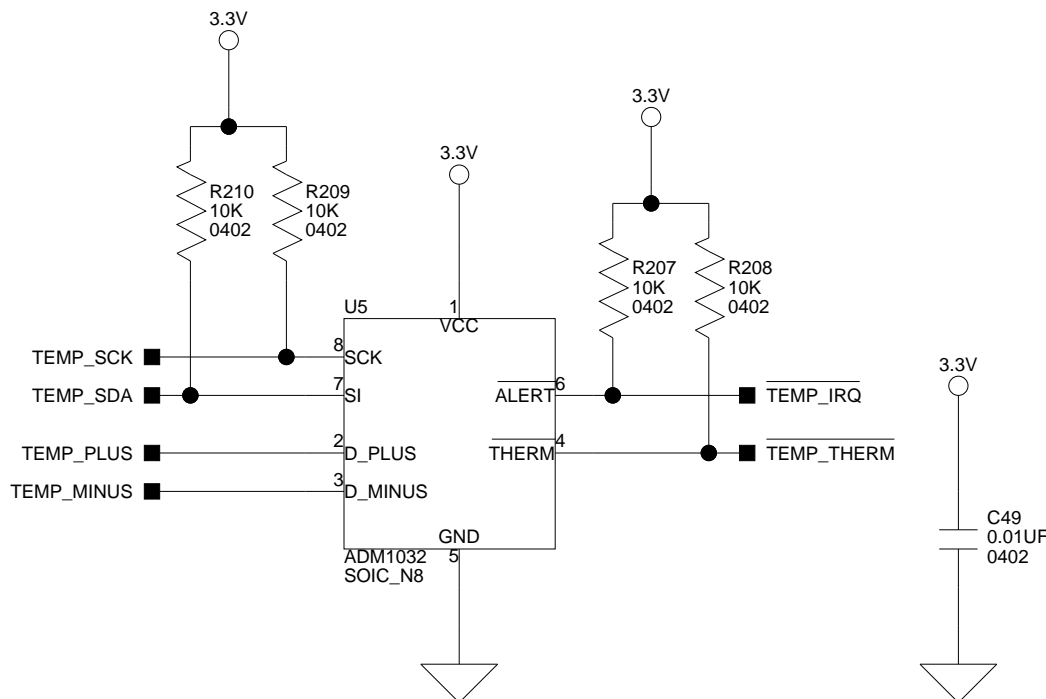 3.3V
3.3V
3.3V
R210
10K
0402
R209
10K
0402
R207
10K
0402
R208
10K
0402
U5
1
VCC
TEMP_SCK
8
SCK
TEMP_SDA
7
SI
ALERT
6
TEMP_IRQ
TEMP_PLUS
2
D_PLUS
THERM
4
TEMP_THERM
TEMP_MINUS
3
D_MINUS
GND
5
ADM1032
SOIC_N8
3.3V
C49
0.01UF
0402